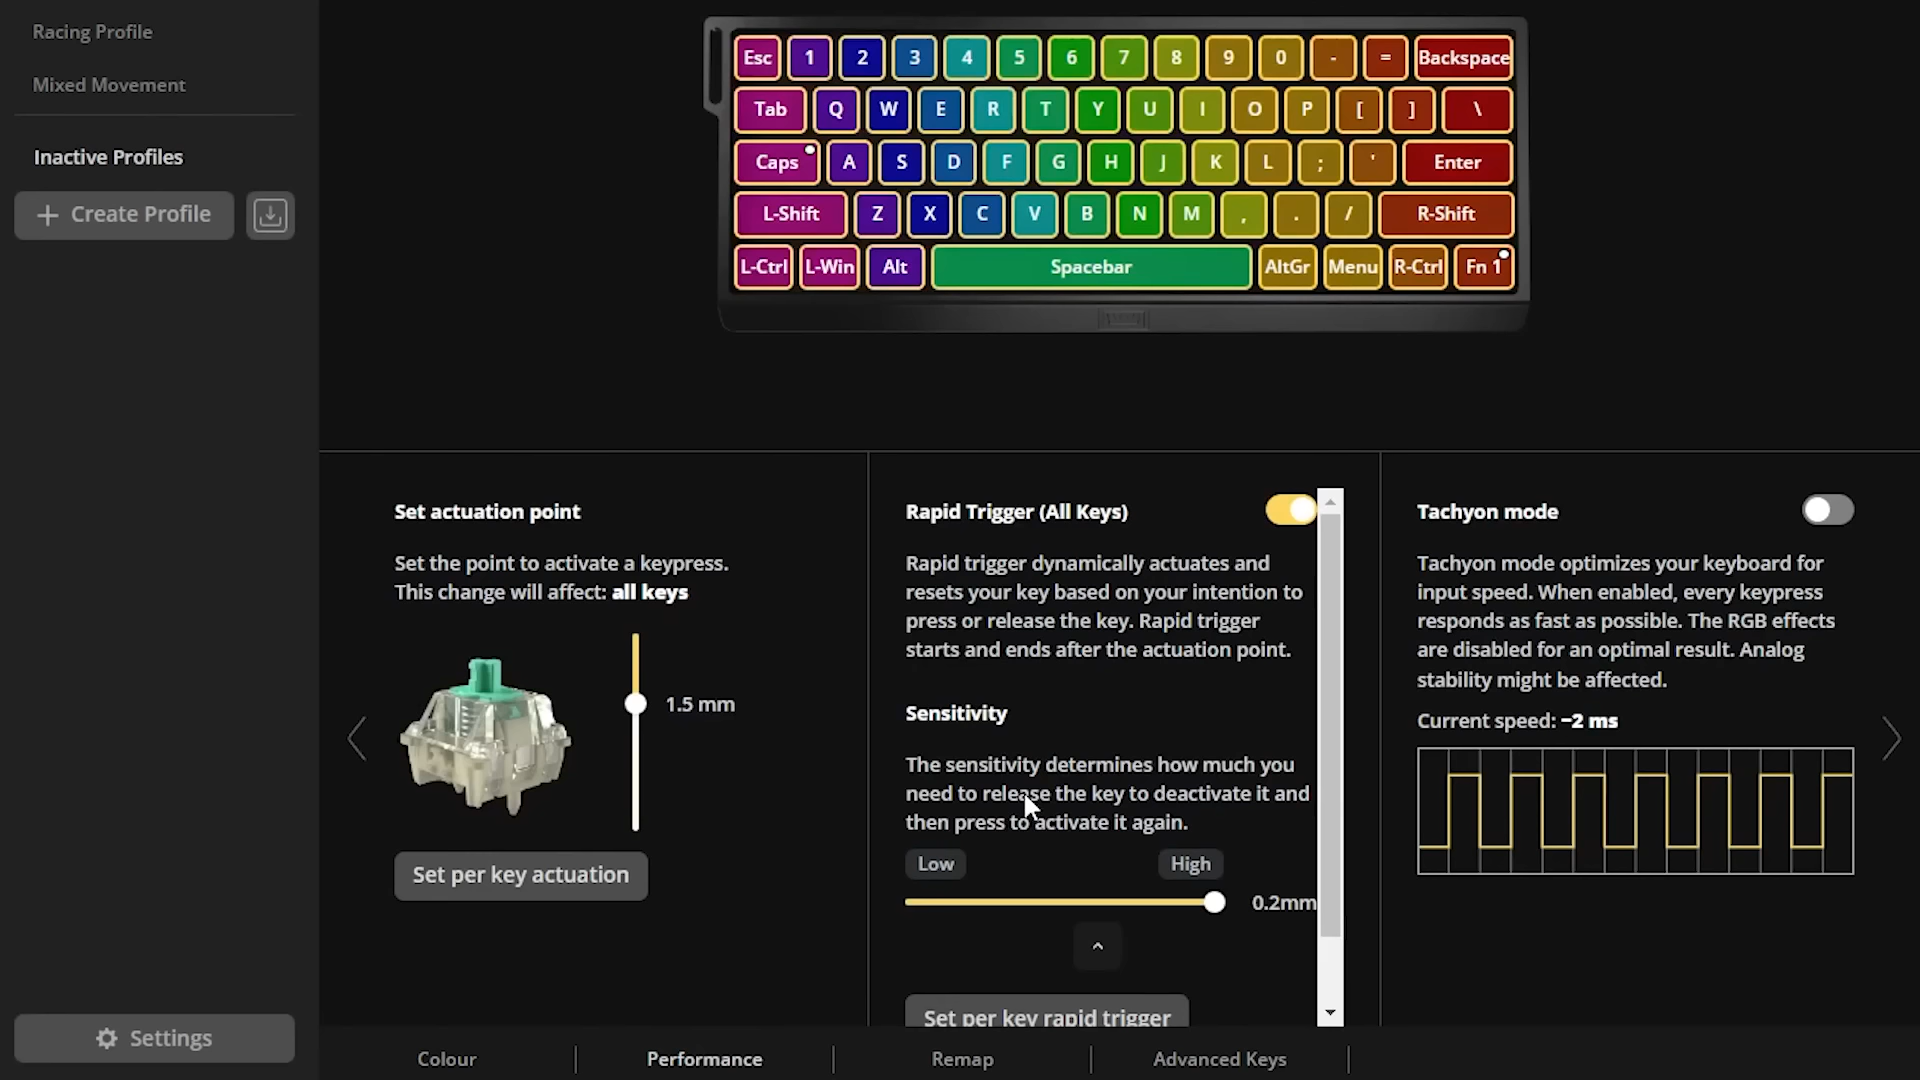 Racing Profile
Mixed Movement
Inactive Profiles
+ Create Profile
Settings
Esc 1 2 3 4 5 6 7 8 9 0 - = Backspace
Tab Q W E R T Y U I O P [ ] \
Caps A S D F G H J K L ; ' Enter
L-Shift Z X C V B N M , . / R-Shift
L-Ctrl L-Win Alt Spacebar AltGr Menu R-Ctrl Fn 1
Set actuation point
Set the point to activate a keypress.
This change will affect: all keys
1.5 mm
Set per key actuation
Rapid Trigger (All Keys)
Rapid trigger dynamically actuates and
resets your key based on your intention to
press or release the key. Rapid trigger
starts and ends after the actuation point.
Sensitivity
The sensitivity determines how much you
need to release the key to deactivate it and
then press to activate it again.
Low High
0.2mm
Set per key rapid trigger
Tachyon mode
Tachyon mode optimizes your keyboard for
input speed. When enabled, every keypress
responds as fast as possible. The RGB effects
are disabled for an optimal result. Analog
stability might be affected.
Current speed: ~2 ms
Colour Performance Remap Advanced Keys